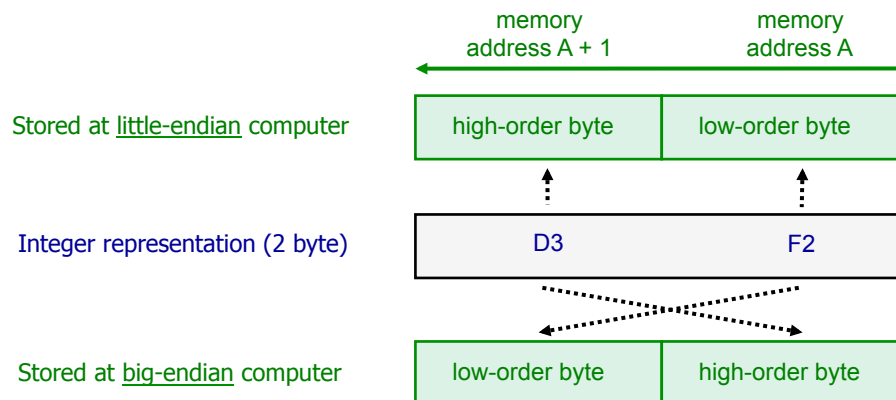 memory
address A + 1
memory
address A
Stored at little-endian computer
high-order byte
low-order byte
Integer representation (2 byte)
D3
F2
Stored at big-endian computer
low-order byte
high-order byte